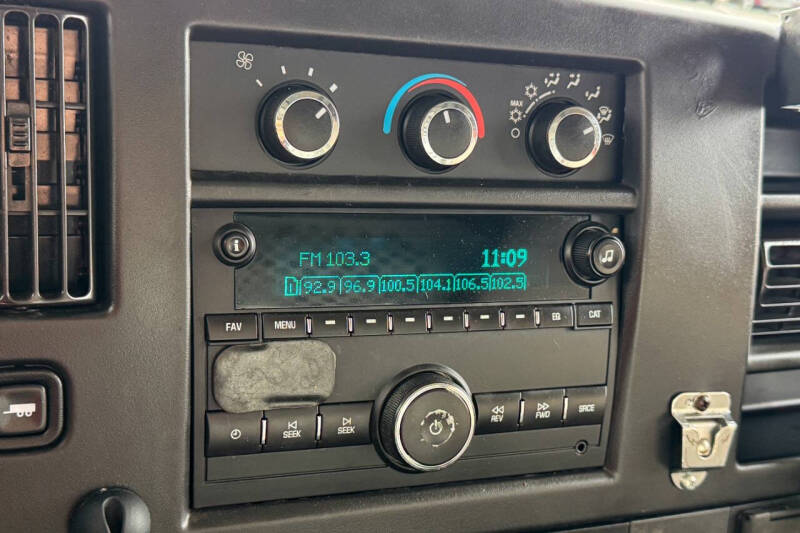 MAX
FM 103.3 11:09
1 92.9 96.9 100.5 104.1 106.5 102.5
FAV MENU EQ CAT
SEEK SEEK REV FWD SRCE